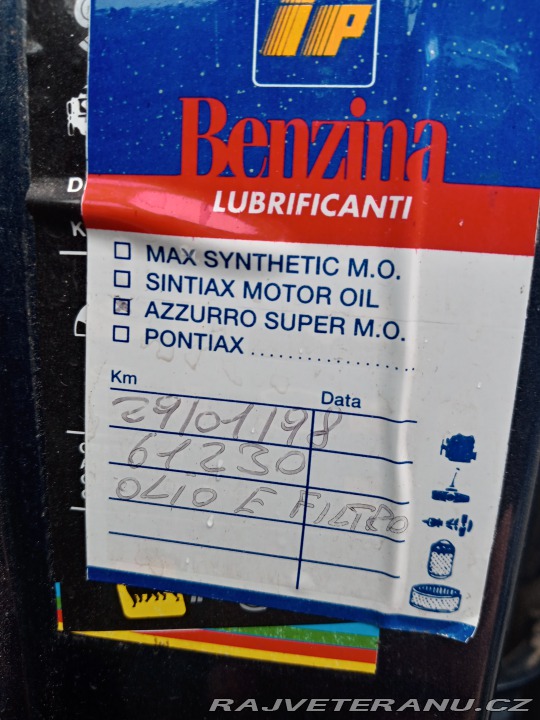 iP
Benzina
LUBRIFICANTI
MAX SYNTHETIC M.O.
SINTIAX MOTOR OIL
AZZURRO SUPER M.O.
PONTIAX....................
Km Data
29/01/98
61230
OLIO E FILTRO
RAJVETERANU.CZ